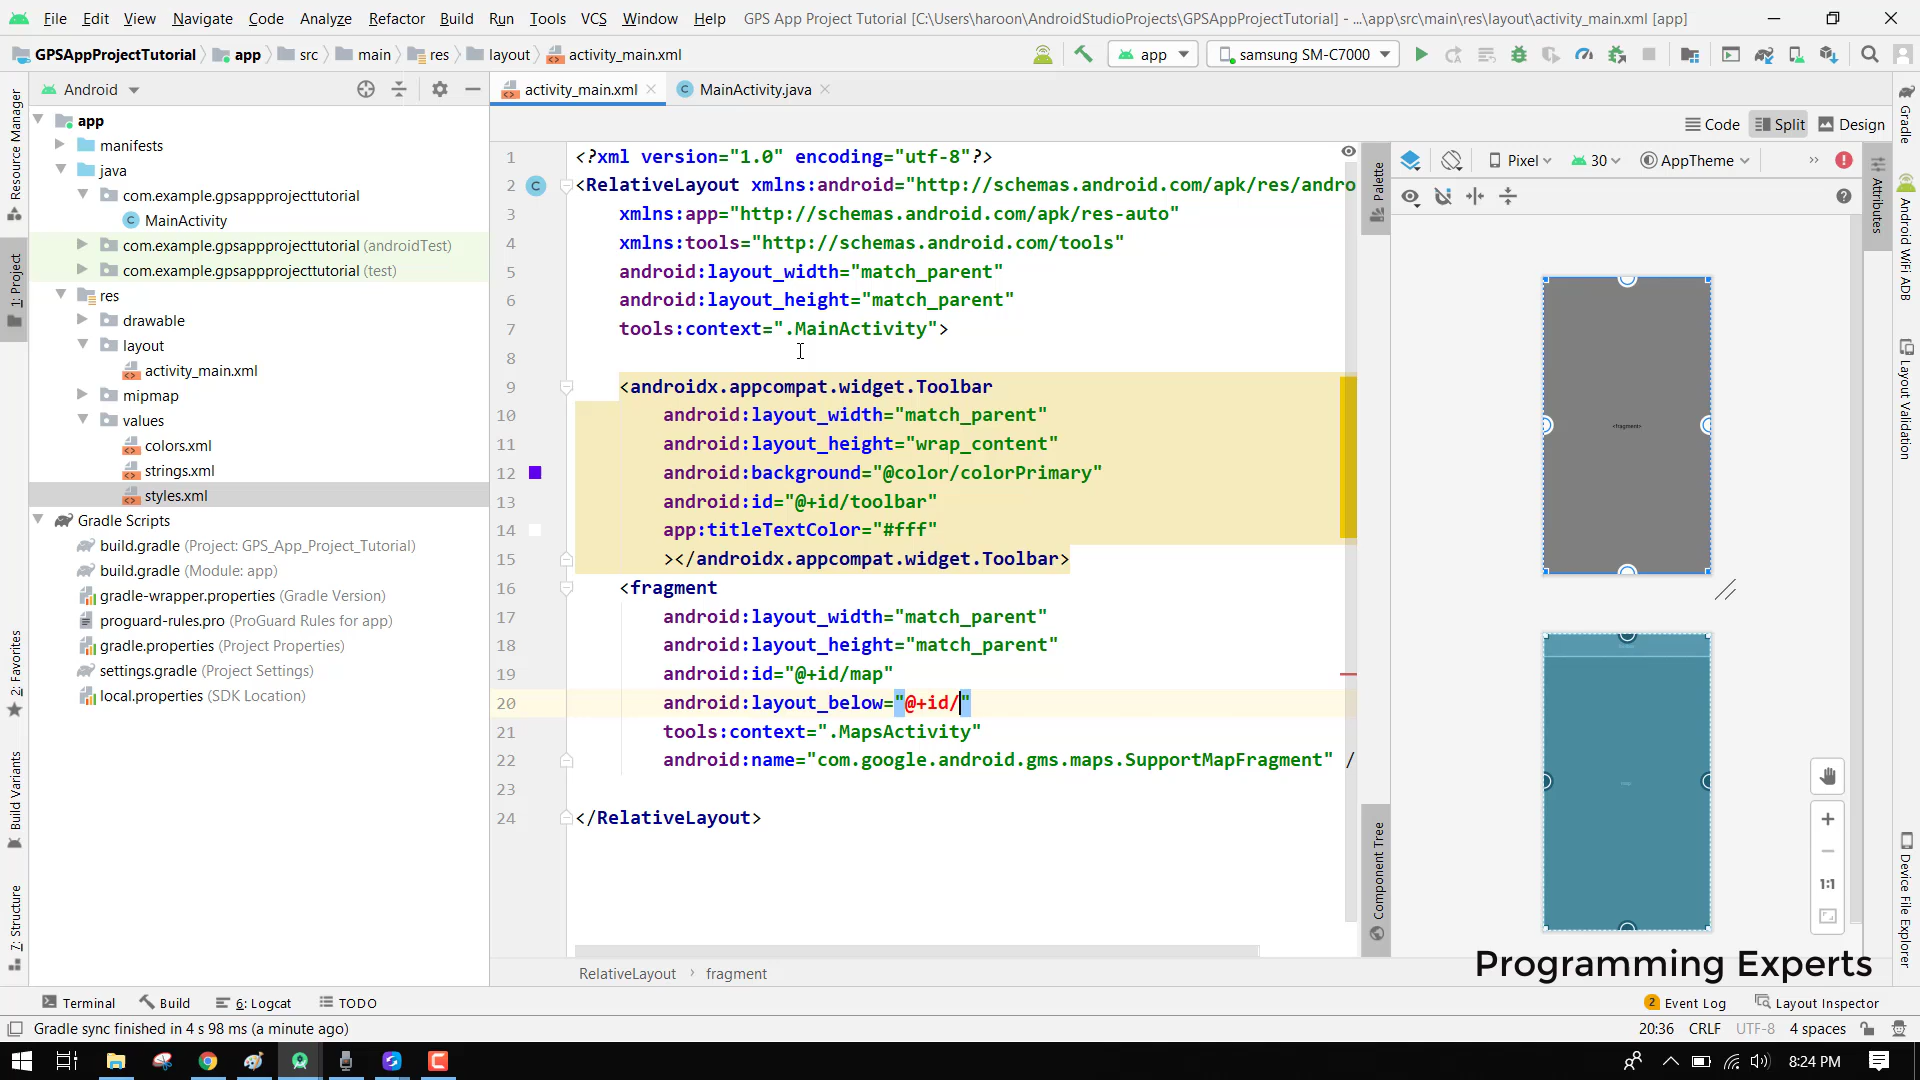 File Edit View Navigate Code Analyze Refactor Build Run Tools VCS Window Help GPS App Project Tutorial [C:\Users\haroon\AndroidStudioProjects\GPSAppProjectTutorial] - ...\app\src\main\res\layout\activity_main.xml [app]
GPSAppProjectTutorial app src main res layout activity_main.xml app samsung SM-C7000
Android
activity_main.xml MainActivity.java
Code Split Design
app
manifests
java
com.example.gpsappprojecttutorial
MainActivity
com.example.gpsappprojecttutorial (androidTest)
com.example.gpsappprojecttutorial (test)
res
drawable
layout
activity_main.xml
mipmap
values
colors.xml
strings.xml
styles.xml
Gradle Scripts
build.gradle (Project: GPS_App_Project_Tutorial)
build.gradle (Module: app)
gradle-wrapper.properties (Gradle Version)
proguard-rules.pro (ProGuard Rules for app)
gradle.properties (Project Properties)
settings.gradle (Project Settings)
local.properties (SDK Location)
1 <?xml version="1.0" encoding="utf-8"?>
2 <RelativeLayout xmlns:android="http://schemas.android.com/apk/res/andro
3 xmlns:app="http://schemas.android.com/apk/res-auto"
4 xmlns:tools="http://schemas.android.com/tools"
5 android:layout_width="match_parent"
6 android:layout_height="match_parent"
7 tools:context=".MainActivity">
8
9 <androidx.appcompat.widget.Toolbar
10 android:layout_width="match_parent"
11 android:layout_height="wrap_content"
12 android:background="@color/colorPrimary"
13 android:id="@+id/toolbar"
14 app:titleTextColor="#fff"
15 ></androidx.appcompat.widget.Toolbar>
16 <fragment
17 android:layout_width="match_parent"
18 android:layout_height="match_parent"
19 android:id="@+id/map"
20 android:layout_below="@+id/"
21 tools:context=".MapsActivity"
22 android:name="com.google.android.gms.maps.SupportMapFragment" /
23
24 </RelativeLayout>
RelativeLayout fragment
Pixel 30 AppTheme
<fragment>
1:1
Programming Experts
Resource Manager
1: Project
2: Favorites
Build Variants
7: Structure
Palette
Component Tree
Attributes
Gradle
Android WiFi ADB
Layout Validation
Device File Explorer
Terminal Build 6: Logcat TODO 2 Event Log Layout Inspector
Gradle sync finished in 4 s 98 ms (a minute ago) 20:36 CRLF UTF-8 4 spaces
8:24 PM